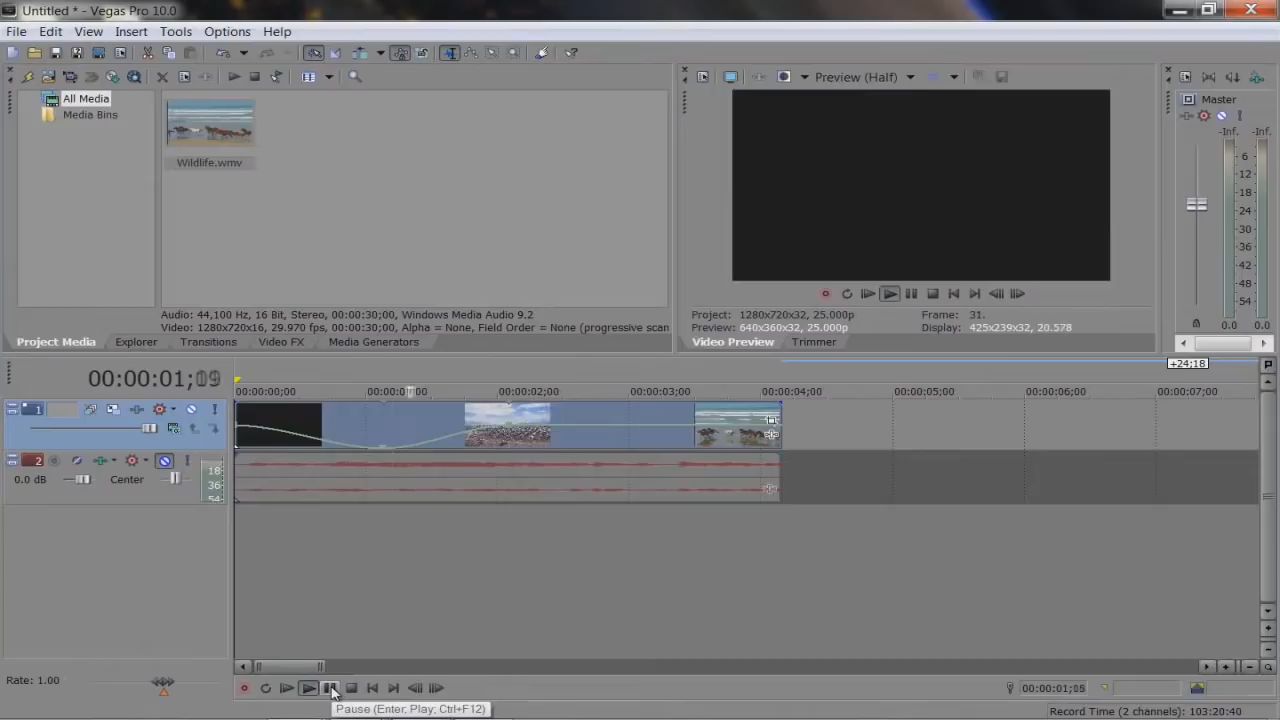 Untitled * - Vegas Pro 10.0
File Edit View Insert Tools Options Help
Preview (Half)
All Media
Media Bins
Wildlife.wmv
Master
-Inf. -Inf.
6
12
18
24
30
36
42
48
54
0.0 0.0
Audio: 44,100 Hz, 16 Bit, Stereo, 00:00:30;00, Windows Media Audio 9.2
Video: 1280x720x16, 29.970 fps, 00:00:30;00, Alpha = None, Field Order = None (progressive scan
Project: 1280x720x32, 25.000p Frame: 31.
Preview: 640x360x32, 25.000p Display: 425x239x32, 20.578
Project Media Explorer Transitions Video FX Media Generators
Video Preview Trimmer
+24;18
00:00:01;09
00:00:00;00 00:00:01;00 00:00:02;00 00:00:03;00 00:00:04;00 00:00:05;00 00:00:06;00 00:00:07;00
1
2
0.0 dB Center
18
36
54
Rate: 1.00
00:00:01;05
Pause (Enter; Play; Ctrl+F12)
Record Time (2 channels): 103:20:40